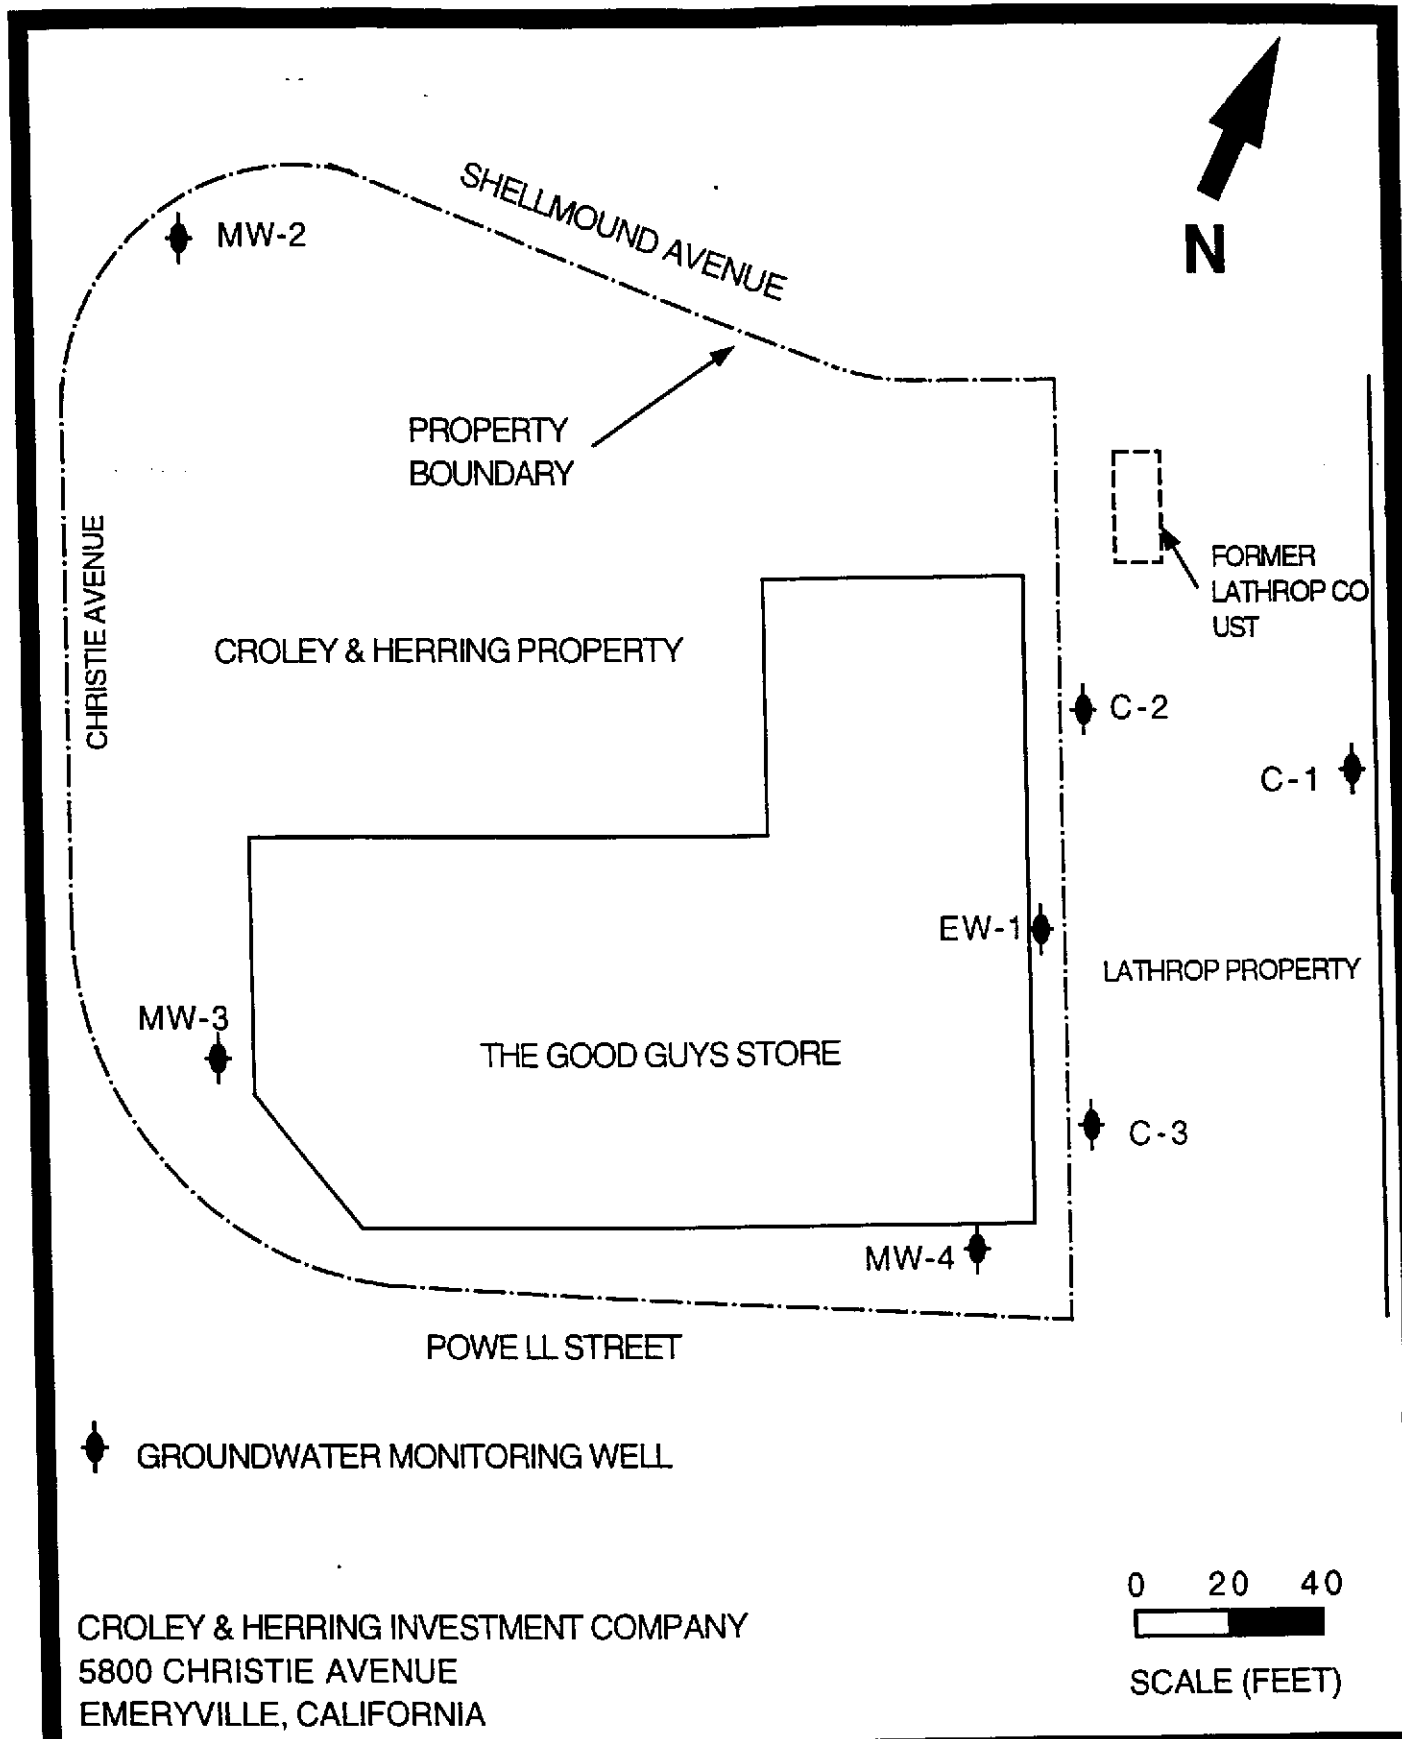 SHELLMOUND AVENUE
N
MW-2
PROPERTY
BOUNDARY
CHRISTIE AVENUE
FORMER
LATHROP CO
UST
CROLEY & HERRING PROPERTY
C-2
C-1
EW-1
LATHROP PROPERTY
MW-3
THE GOOD GUYS STORE
C-3
MW-4
POWELL STREET
GROUNDWATER MONITORING WELL
0 20 40
SCALE (FEET)
CROLEY & HERRING INVESTMENT COMPANY
5800 CHRISTIE AVENUE
EMERYVILLE, CALIFORNIA